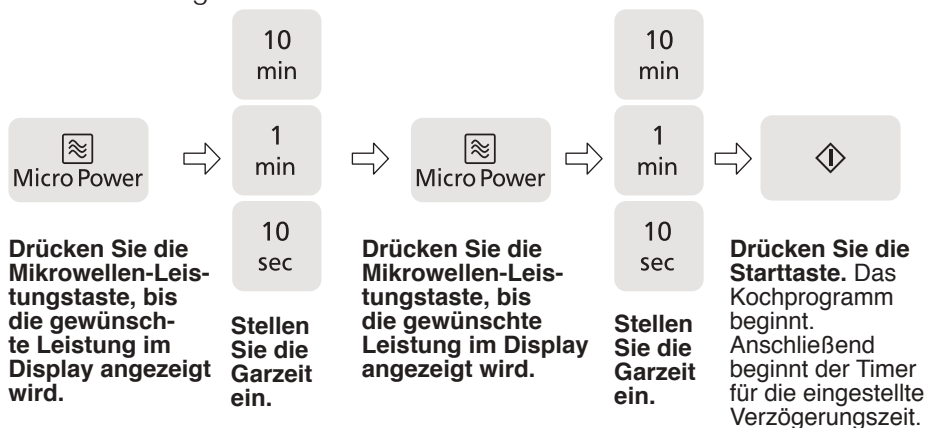 10
min
1
min
10
sec
Micro Power
Drücken Sie die
Mikrowellen-Leis-
tungstaste, bis
die gewünsch-
te Leistung im
Display angezeigt
wird.
Stellen
Sie die
Garzeit
ein.
Micro Power
Drücken Sie die
Mikrowellen-Leis-
tungstaste, bis
die gewünschte
Leistung im Display
angezeigt wird.
10
min
1
min
10
sec
Stellen
Sie die
Garzeit
ein.
Drücken Sie die
Starttaste. Das
Kochprogramm
beginnt.
Anschließend
beginnt der Timer
für die eingestellte
Verzögerungszeit.